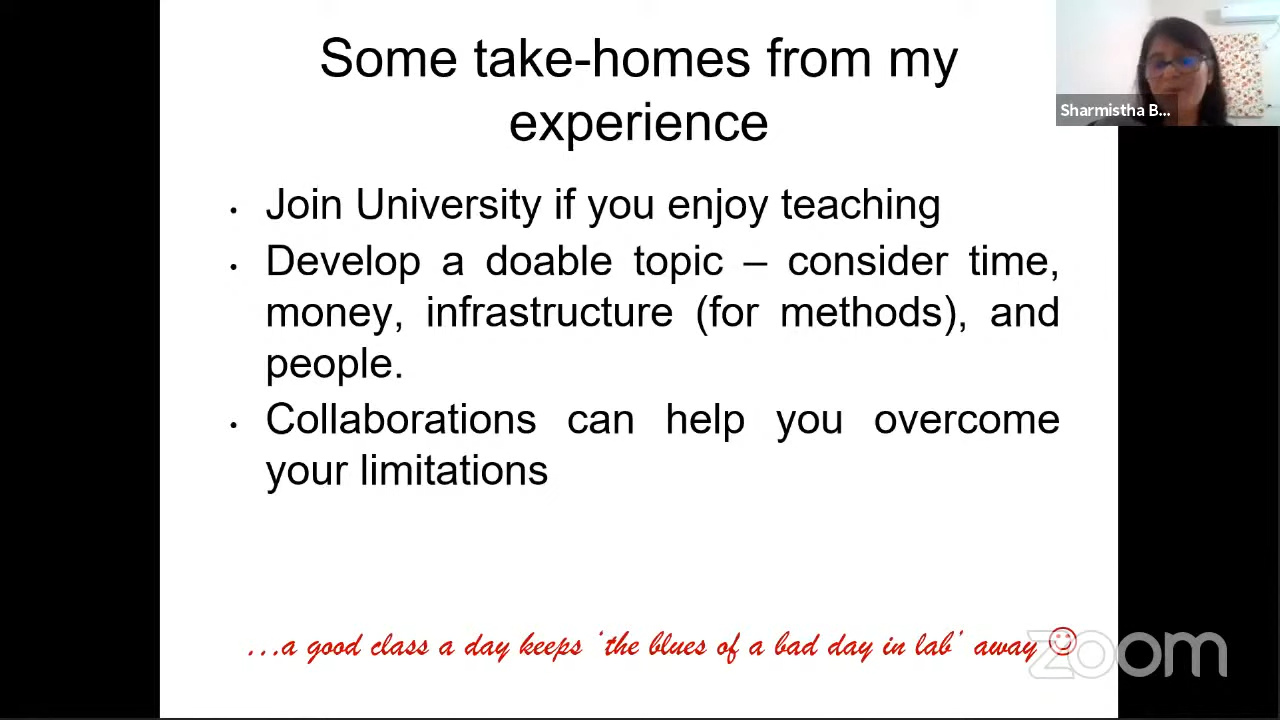 Some take-homes from my
experience
Sharmistha B...
• Join University if you enjoy teaching
• Develop a doable topic – consider time,
money, infrastructure (for methods), and
people.
• Collaborations can help you overcome
your limitations
...a good class a day keeps 'the blues of a bad day in lab' away ☺
zoom